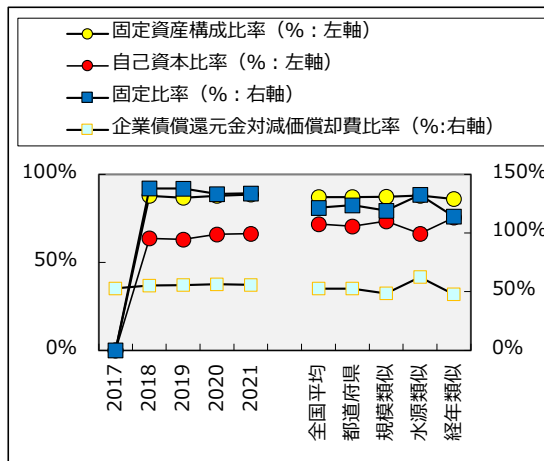 固定資産構成比率（%：左軸）
自己資本比率（%：左軸）
固定比率（%：右軸）
企業債償還元金対減価償却費比率（%:右軸）
100%
50%
0%
150%
100%
50%
0%
2017
2018
2019
2020
2021
全国平均
都道府県
規模類似
水源類似
経年類似